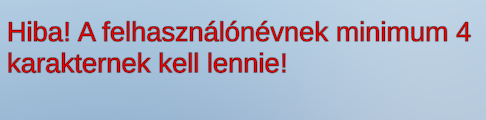 Hiba! A felhasználónévnek minimum 4
karakternek kell lennie!